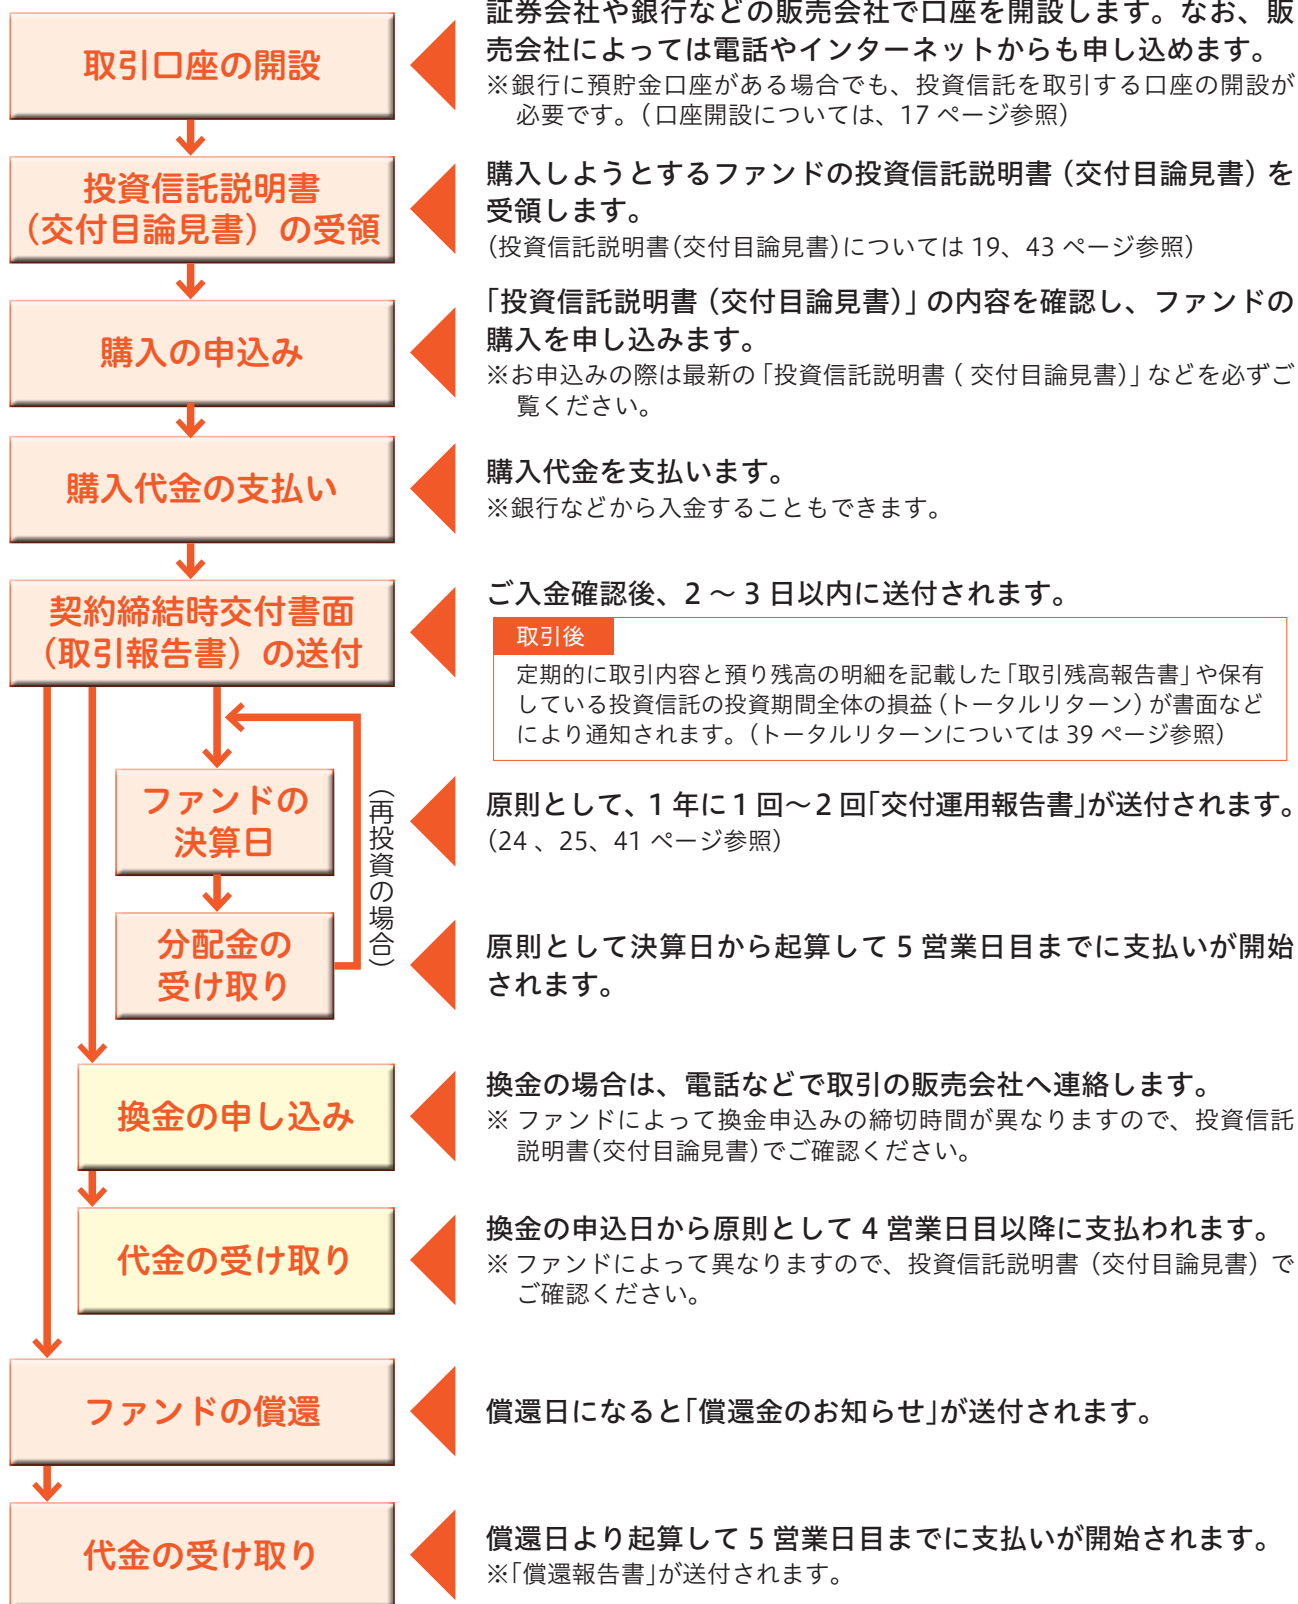 取引口座の開設
証券会社や銀行などの販売会社で口座を開設します。なお、販
売会社によっては電話やインターネットからも申し込めます。
※銀行に預貯金口座がある場合でも、投資信託を取引する口座の開設が
必要です。(口座開設については、17 ページ参照)
投資信託説明書
(交付目論見書)の受領
購入しようとするファンドの投資信託説明書(交付目論見書)を
受領します。
(投資信託説明書(交付目論見書)については 19、43 ページ参照)
購入の申込み
「投資信託説明書(交付目論見書)」の内容を確認し、ファンドの
購入を申し込みます。
※お申込みの際は最新の「投資信託説明書(交付目論見書)」などを必ずご
覧ください。
購入代金の支払い
購入代金を支払います。
※銀行などから入金することもできます。
契約締結時交付書面
(取引報告書)の送付
ご入金確認後、2 〜 3 日以内に送付されます。
取引後
定期的に取引内容と預り残高の明細を記載した「取引残高報告書」や保有
している投資信託の投資期間全体の損益(トータルリターン)が書面など
により通知されます。(トータルリターンについては 39 ページ参照)
(再投資の場合)
ファンドの
決算日
原則として、1 年に 1 回〜 2 回「交付運用報告書」が送付されます。
(24 、25、41 ページ参照)
分配金の
受け取り
原則として決算日から起算して 5 営業日目までに支払いが開始
されます。
換金の申し込み
換金の場合は、電話などで取引の販売会社へ連絡します。
※ ファンドによって換金申込みの締切時間が異なりますので、投資信託
説明書(交付目論見書)でご確認ください。
代金の受け取り
換金の申込日から原則として 4 営業日目以降に支払われます。
※ ファンドによって異なりますので、投資信託説明書(交付目論見書)で
ご確認ください。
ファンドの償還
償還日になると「償還金のお知らせ」が送付されます。
代金の受け取り
償還日より起算して 5 営業日目までに支払いが開始されます。
※「償還報告書」が送付されます。